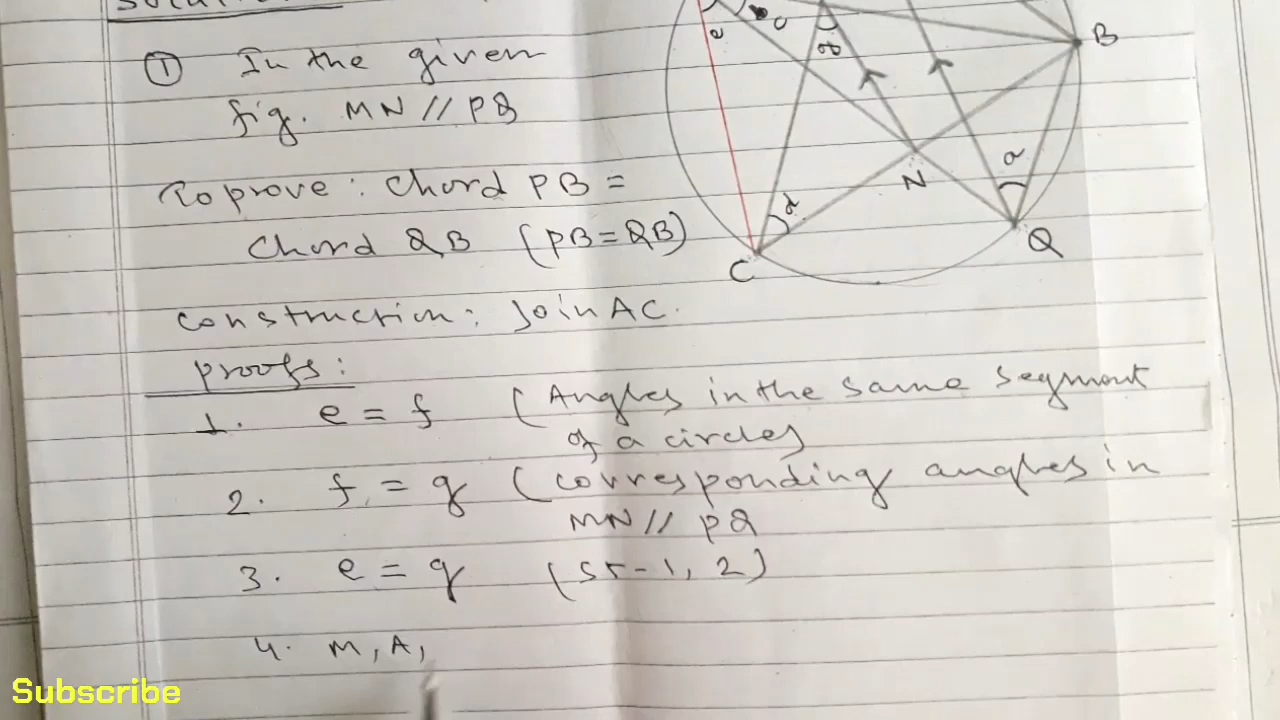 Solution
① In the given
fig. MN // PQ
To prove : Chord PB =
Chord QB (PB = QB)
Construction : Join AC.
Proofs :
1. e = f (Angles in the same segment
of a circles)
2. f = g (corresponding angles in
MN // PQ
3. e = g (St - 1, 2)
4. M, A,
e
c
g
B
a
N
d
Q
C
Subscribe